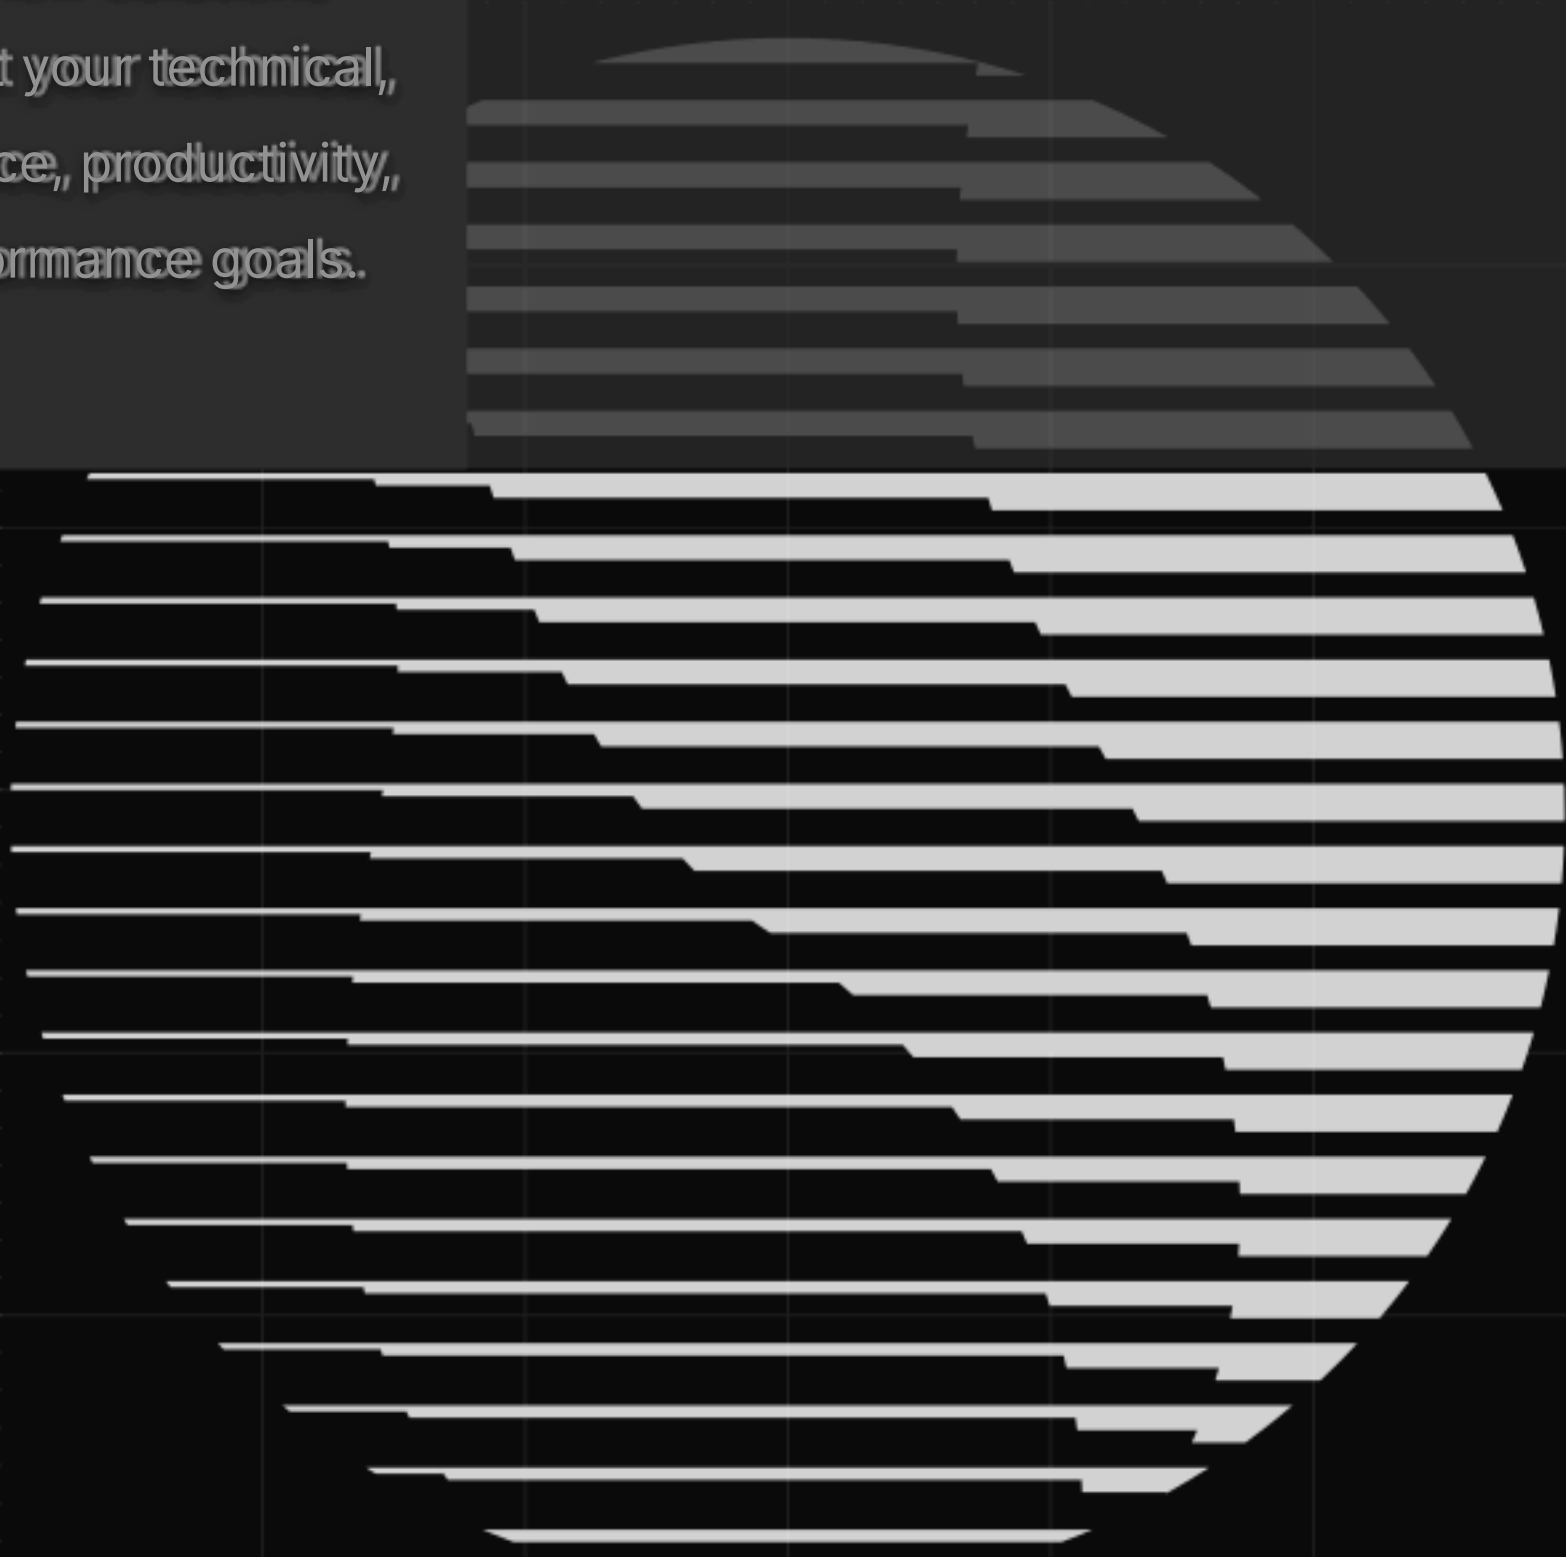 t your technical,
ce, productivity,
ormance goals.